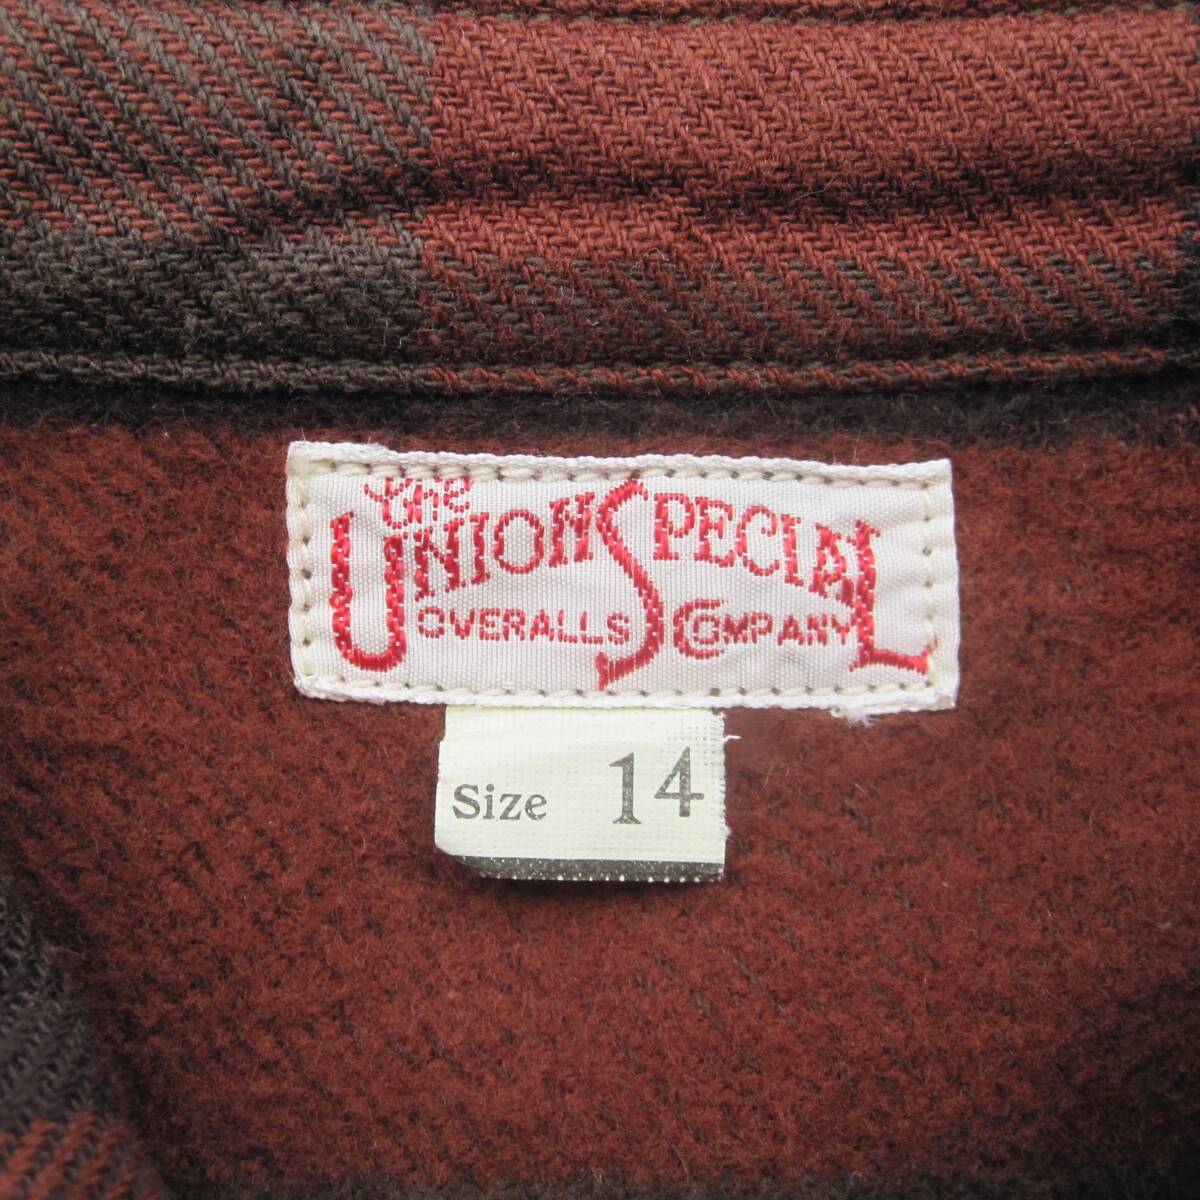 the
UNION SPECIAL
OVERALLS COMPANY
Size 14